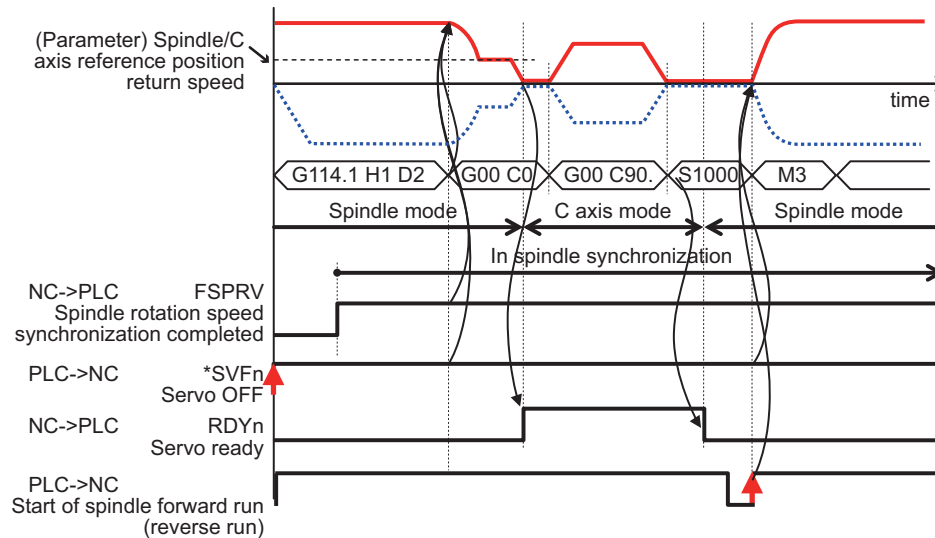 (Parameter) Spindle/C
axis reference position
return speed
time
G114.1 H1 D2
G00 C0
G00 C90.
S1000
M3
Spindle mode
C axis mode
Spindle mode
In spindle synchronization
NC->PLC FSPRV
Spindle rotation speed
synchronization completed
PLC->NC *SVFn
Servo OFF
NC->PLC RDYn
Servo ready
PLC->NC
Start of spindle forward run
(reverse run)